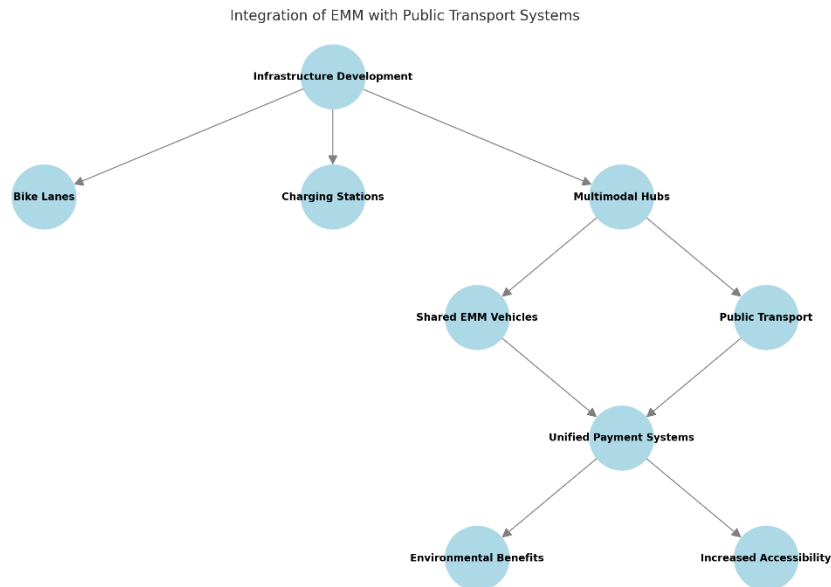 Integration of EMM with Public Transport Systems
Infrastructure Development
Bike Lanes
Charging Stations
Multimodal Hubs
Shared EMM Vehicles
Public Transport
Unified Payment Systems
Environmental Benefits
Increased Accessibility